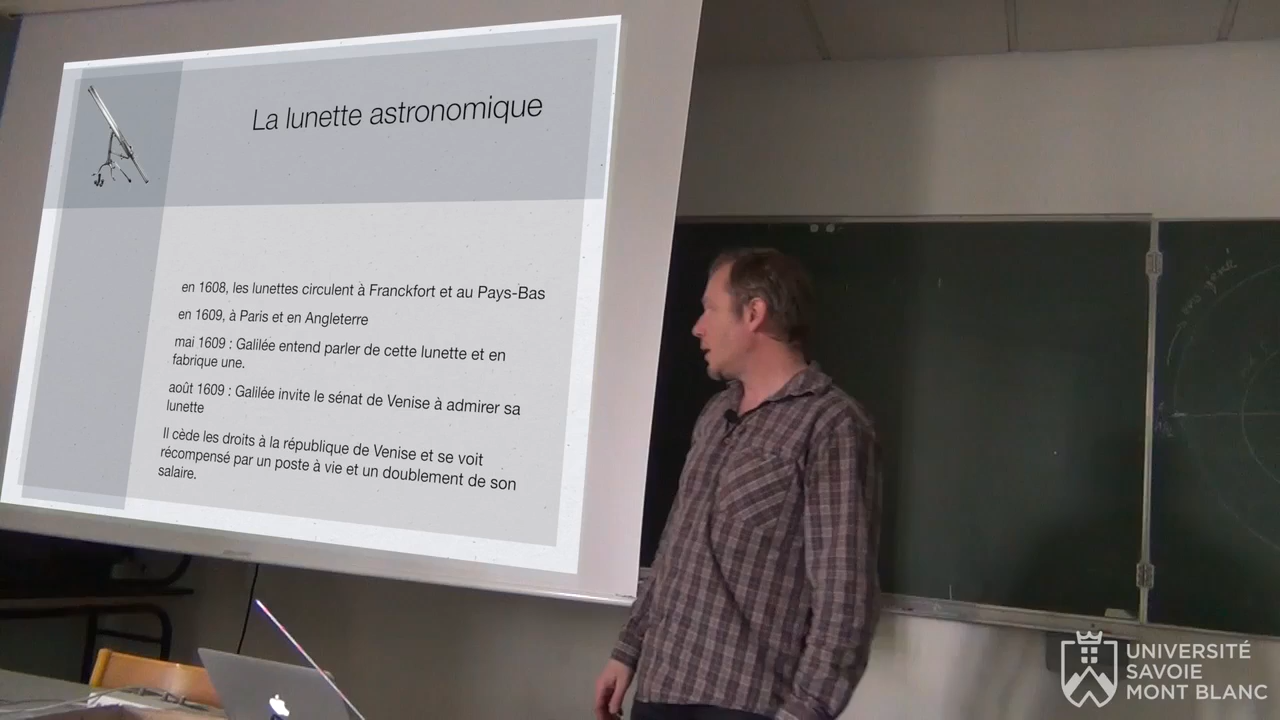 La lunette astronomique
en 1608, les lunettes circulent à Franckfort et au Pays-Bas
en 1609, à Paris et en Angleterre
mai 1609 : Galilée entend parler de cette lunette et en
fabrique une.
août 1609 : Galilée invite le sénat de Venise à admirer sa
lunette
Il cède les droits à la république de Venise et se voit
récompensé par un poste à vie et un doublement de son
salaire.
UNIVERSITÉ
SAVOIE
MONT BLANC